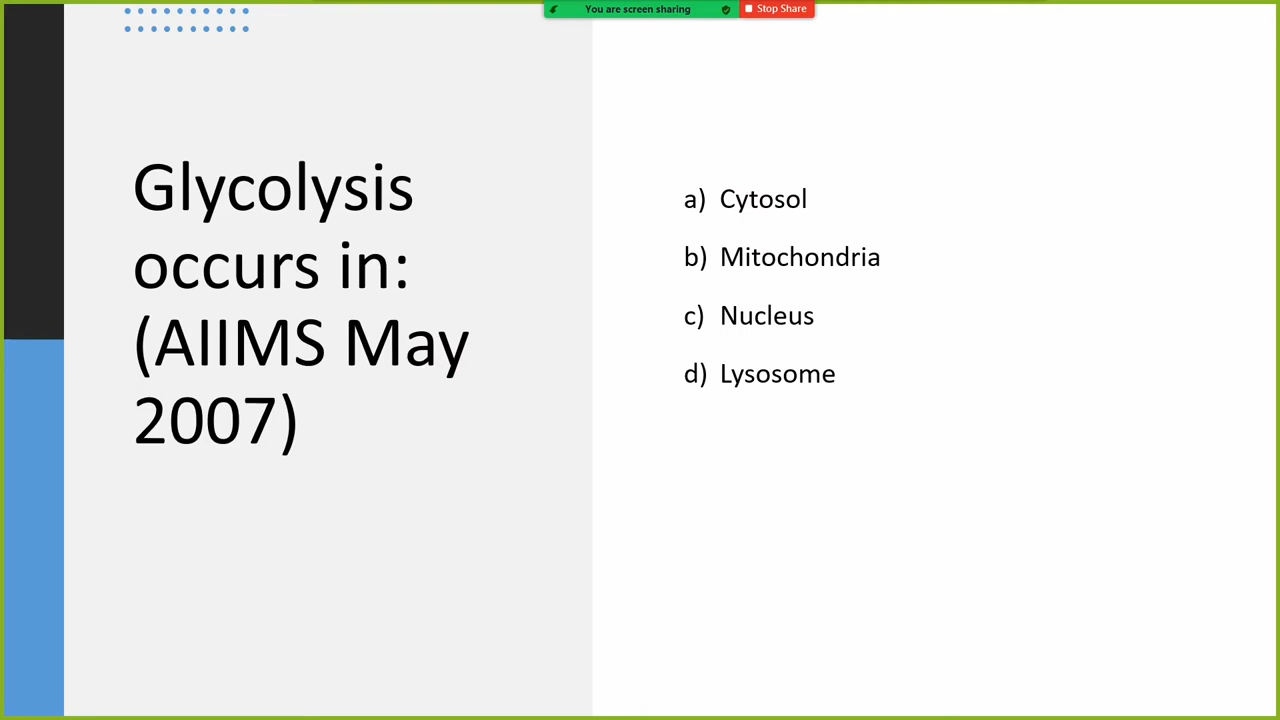 You are screen sharing
Stop Share
Glycolysis
occurs in:
(AIIMS May
2007)
a) Cytosol
b) Mitochondria
c) Nucleus
d) Lysosome